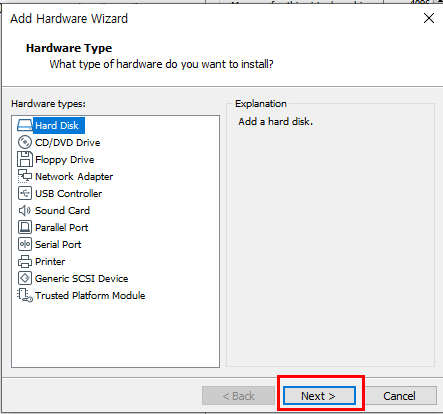 Add Hardware Wizard
Hardware Type
What type of hardware do you want to install?
Hardware types:
Hard Disk
CD/DVD Drive
Floppy Drive
Network Adapter
USB Controller
Sound Card
Parallel Port
Serial Port
Printer
Generic SCSI Device
Trusted Platform Module
Explanation
Add a hard disk.
< Back
Next >
Cancel